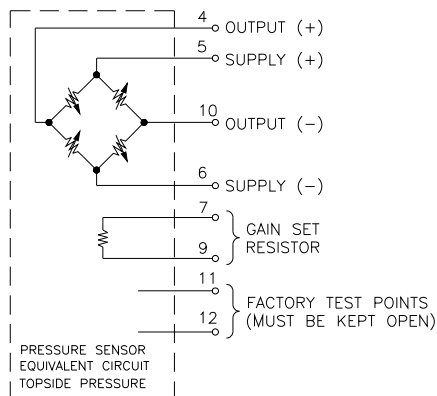 4 OUTPUT (+)
5 SUPPLY (+)
10 OUTPUT (-)
6 SUPPLY (-)
7
GAIN SET
RESISTOR
9
11
FACTORY TEST POINTS
(MUST BE KEPT OPEN)
12
PRESSURE SENSOR
EQUIVALENT CIRCUIT
TOPSIDE PRESSURE